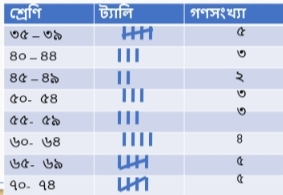 শ্রেণি ট্যালি গণসংখ্যা
৩৫ – ৩৯ 𝍸 ৫
৪০ – ৪৪ ||| ৩
৪৫ – ৪৯ || ২
৫০- ৫৪ ||| ৩
৫৫- ৫৯ ||| ৩
৬০- ৬৪ |||| ৪
৬৫- ৬৯ 𝍸 ৫
৭০- ৭৪ 𝍸 ৫